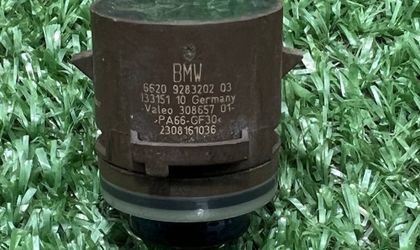 BMW
6620 9283202 03
133151 10 Germany
-Valeo 308657 01-
>PA66-GF30<
2308161036